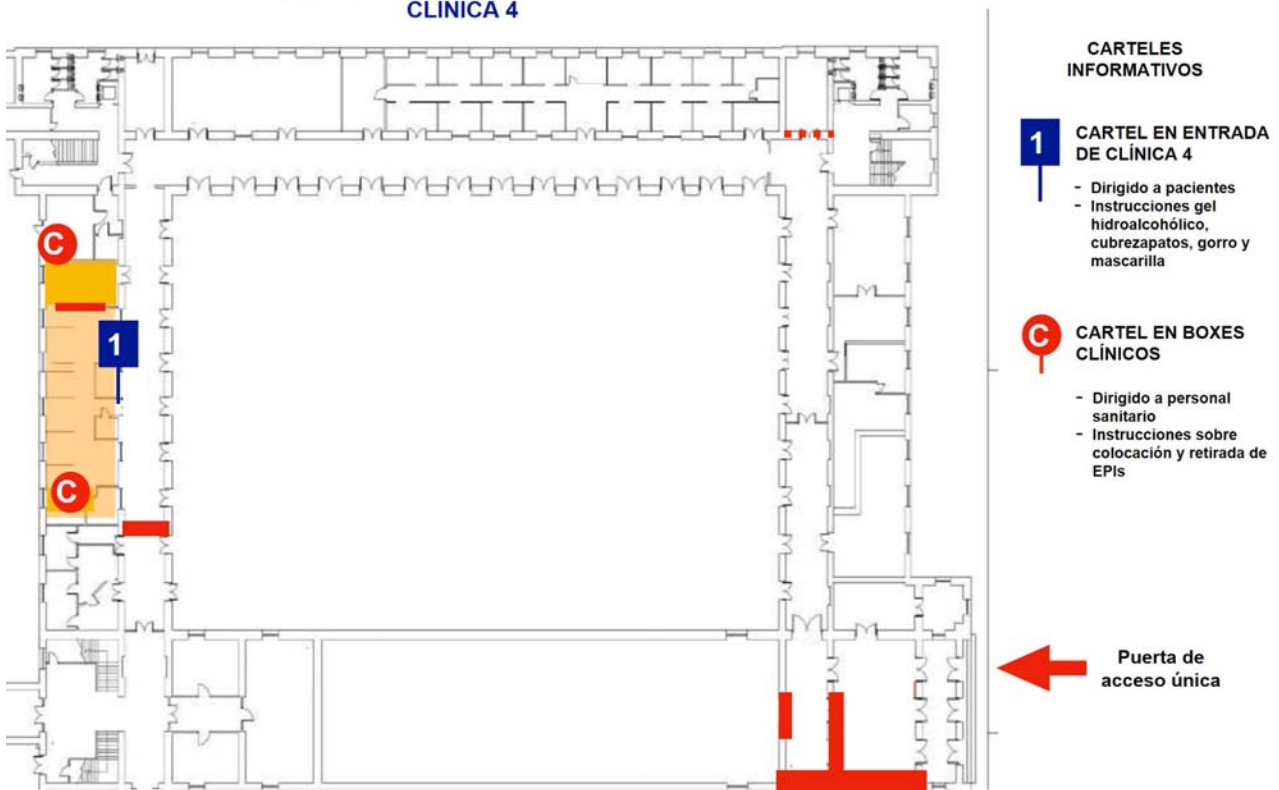 CLÍNICA 4
CARTELES
INFORMATIVOS
1
CARTEL EN ENTRADA
DE CLÍNICA 4
- Dirigido a pacientes
- Instrucciones gel
hidroalcohólico,
cubrezapatos, gorro y
mascarilla
C
CARTEL EN BOXES
CLÍNICOS
- Dirigido a personal
sanitario
- Instrucciones sobre
colocación y retirada de
EPIs
C
1
C
Puerta de
acceso única